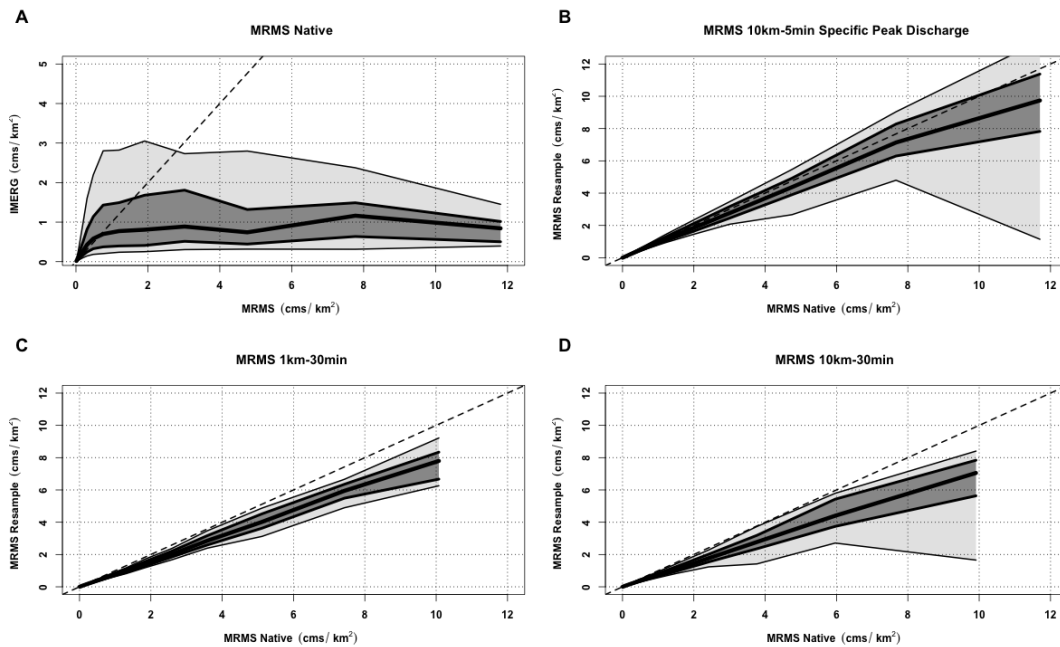 A
MRMS Native
IMERG (cms/ km²)
5
4
3
2
1
0
0 2 4 6 8 10 12
MRMS (cms/ km²)
B
MRMS 10km-5min Specific Peak Discharge
MRMS Resample (cms/ km²)
12
10
8
6
4
2
0
0 2 4 6 8 10 12
MRMS Native (cms/ km²)
C
MRMS 1km-30min
MRMS Resample (cms/ km²)
12
10
8
6
4
2
0
0 2 4 6 8 10 12
MRMS Native (cms/ km²)
D
MRMS 10km-30min
MRMS Resample (cms/ km²)
12
10
8
6
4
2
0
0 2 4 6 8 10 12
MRMS Native (cms/ km²)